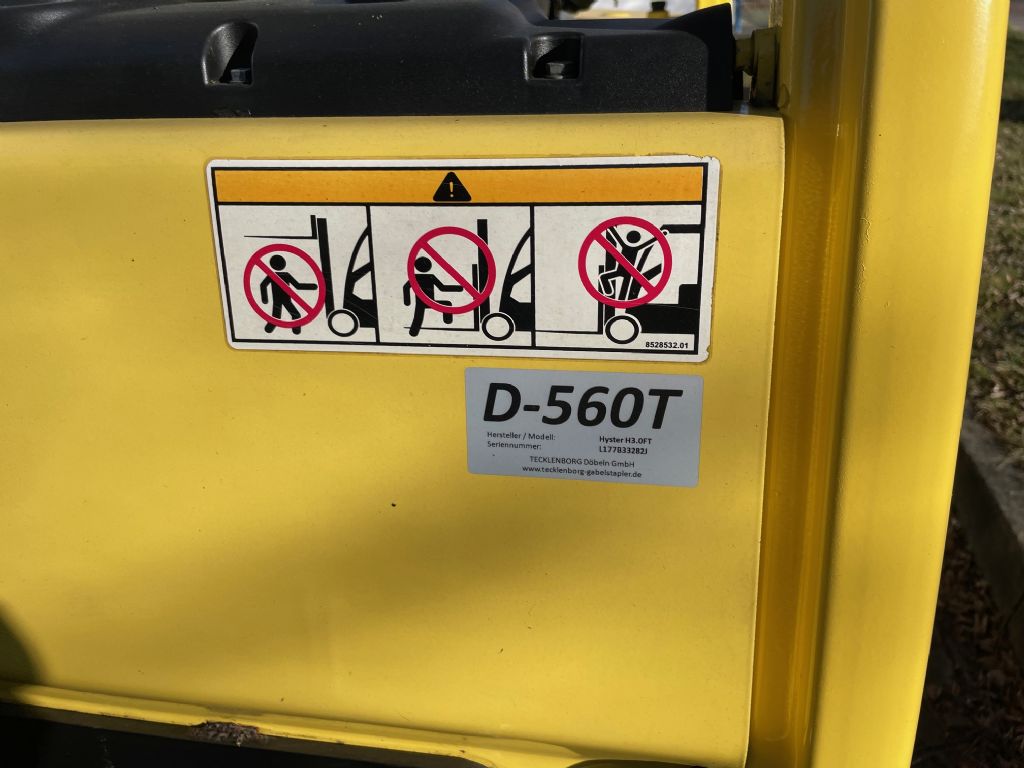 8528532.01
D-560T
Hersteller / Modell: Hyster H3.0FT
Seriennummer: L177B33282J
TECKLENBORG Döbeln GmbH
www.tecklenborg-gabelstapler.de